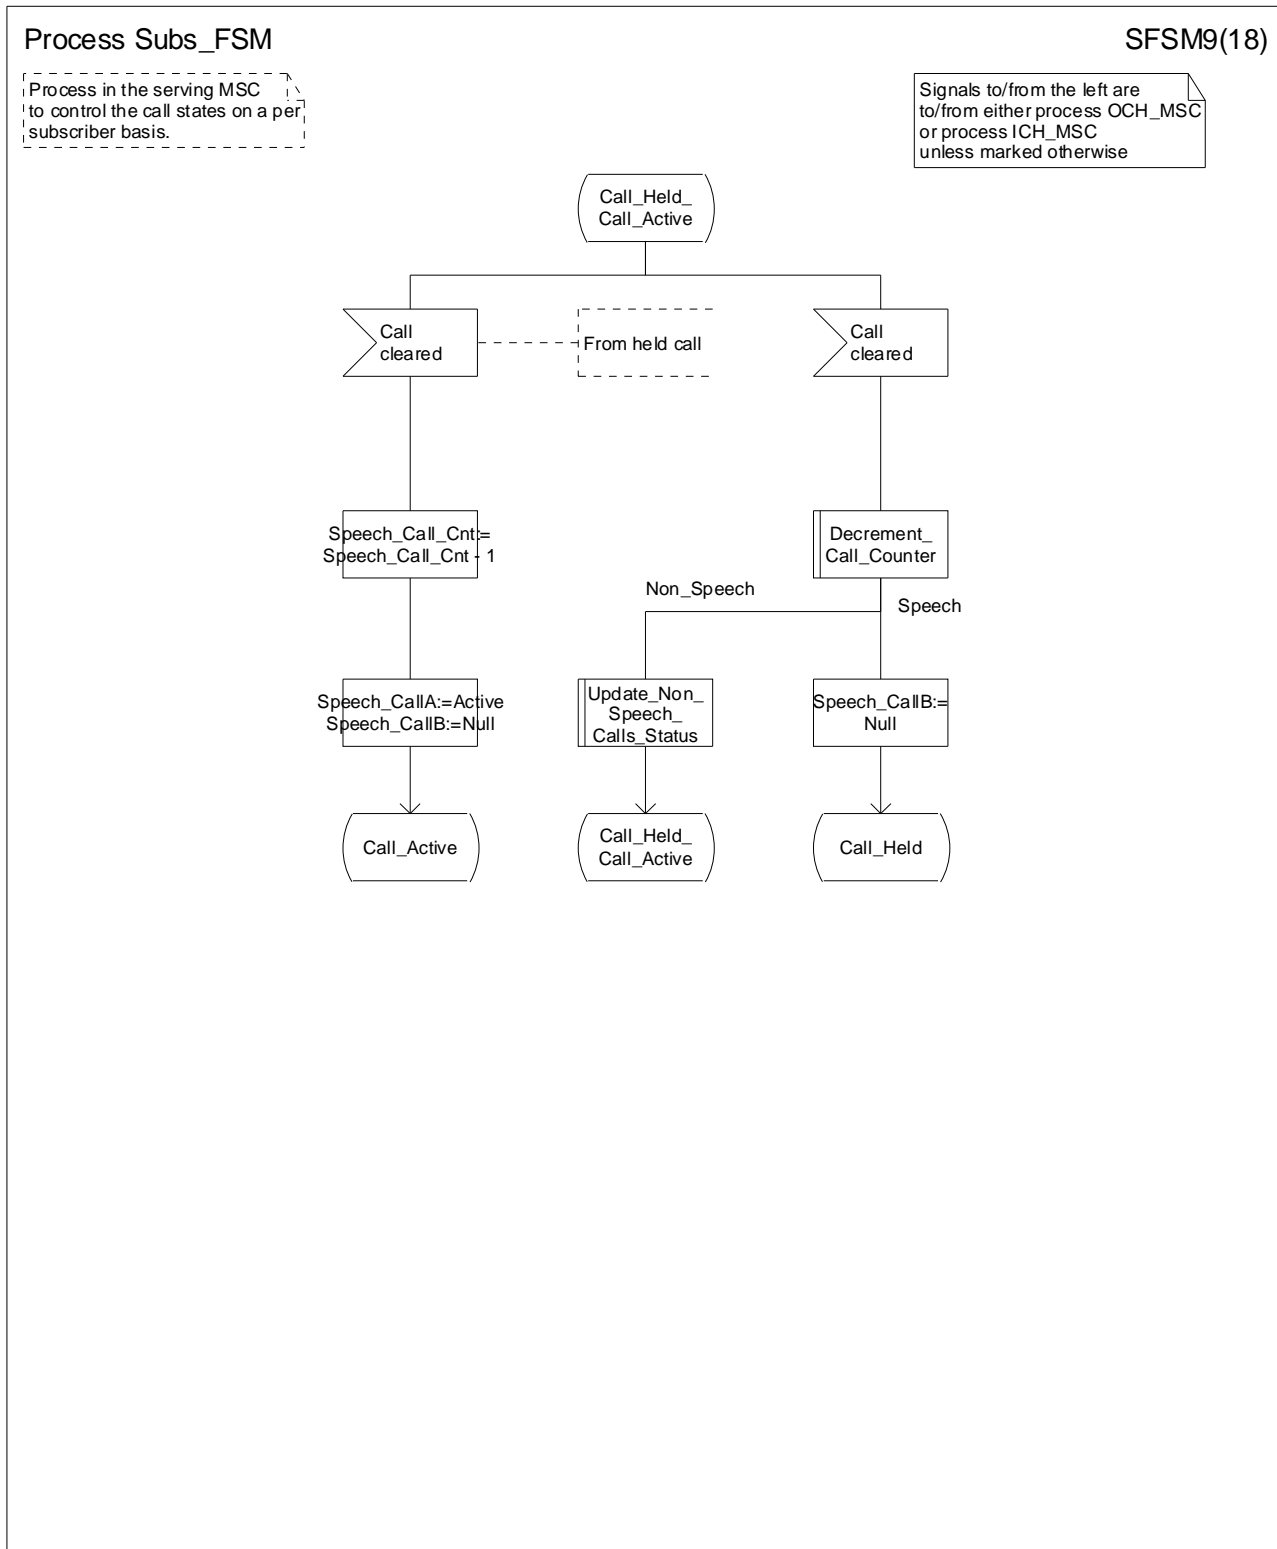 Process Subs_FSM
SFSM9(18)
Process in the serving MSC
to control the call states on a per
subscriber basis.
Signals to/from the left are
to/from either process OCH_MSC
or process ICH_MSC
unless marked otherwise
Call_Held_
Call_Active
Call
cleared
From held call
Call
cleared
Speech_Call_Cnt:=
Speech_Call_Cnt - 1
Decrement_
Call_Counter
Non_Speech
Speech
Speech_CallA:=Active
Speech_CallB:=Null
Update_Non_
Speech_
Calls_Status
Speech_CallB:=
Null
Call_Active
Call_Held_
Call_Active
Call_Held